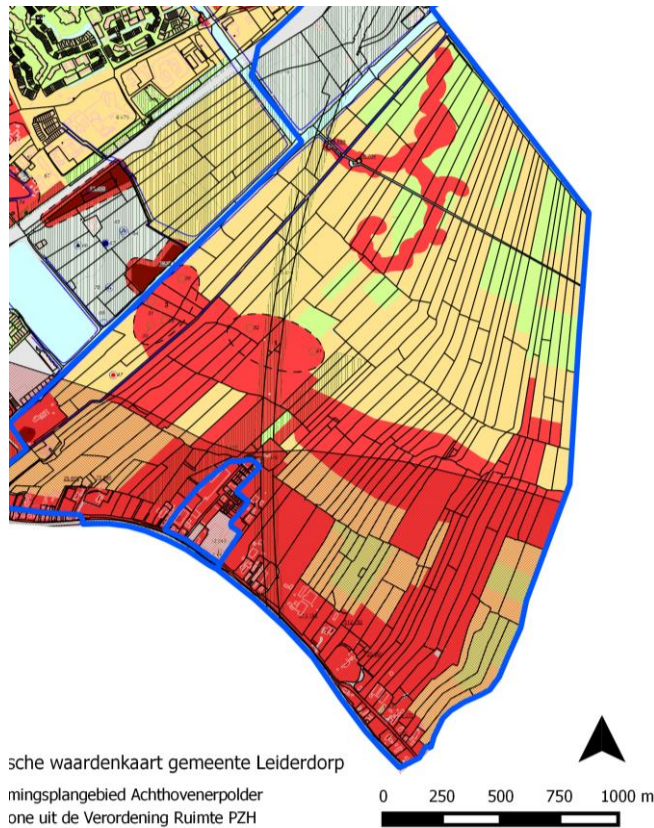 sche waardenkaart gemeente Leiderdorp
mingsplangebied Achthovenerpolder
one uit de Verordening Ruimte PZH
0 250 500 750 1000 m